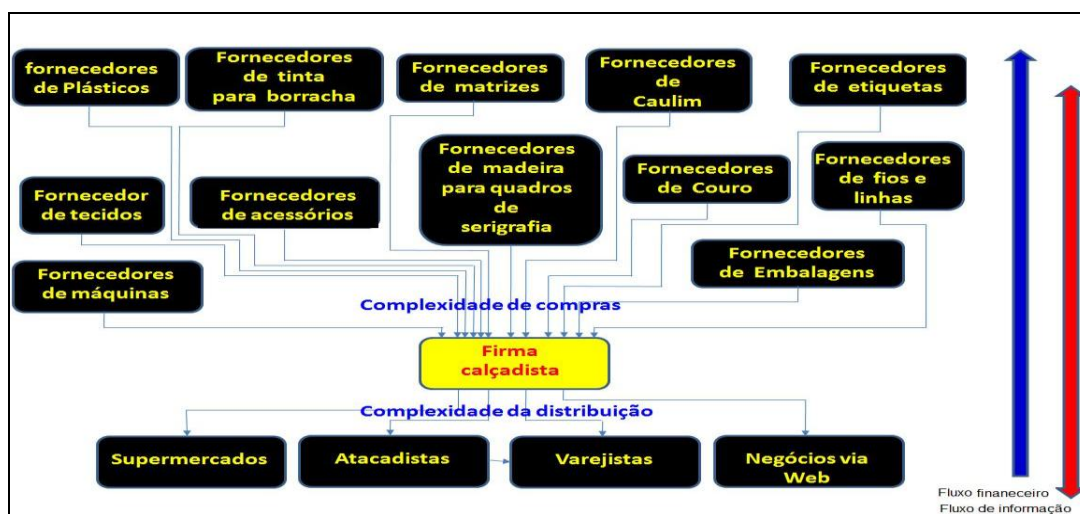 fornecedores
de Plásticos
Fornecedores
de tinta
para borracha
Fornecedores
de matrizes
Fornecedores
de
Caulim
Fornecedores
de etiquetas
Fornecedor
de tecidos
Fornecedores
de acessórios
Fornecedores
de madeira
para quadros
de
serigrafia
Fornecedores
de Couro
Fornecedores
de fios e
linhas
Fornecedores
de máquinas
Fornecedores
de Embalagens
Complexidade de compras
Firma
calçadista
Complexidade da distribuição
Supermercados
Atacadistas
Varejistas
Negócios via
Web
Fluxo finaneceiro
Fluxo de informação